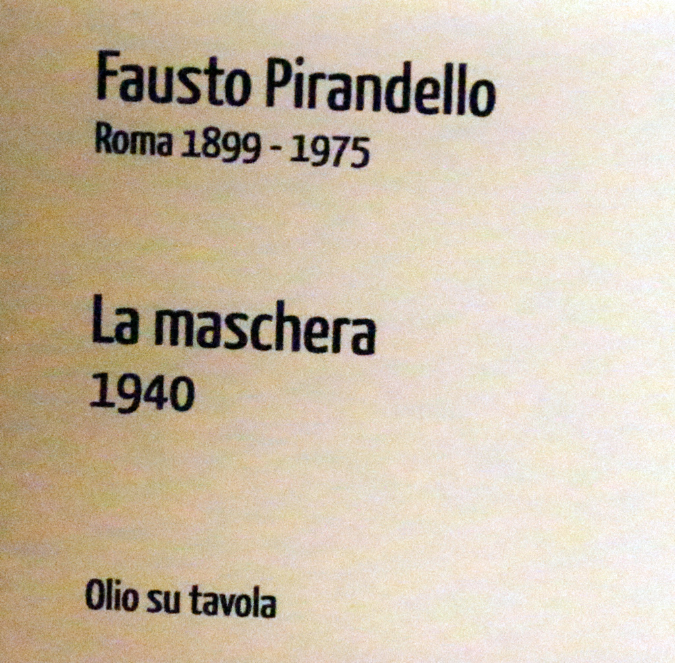 Fausto Pirandello
Roma 1899 - 1975
La maschera
1940
Olio su tavola